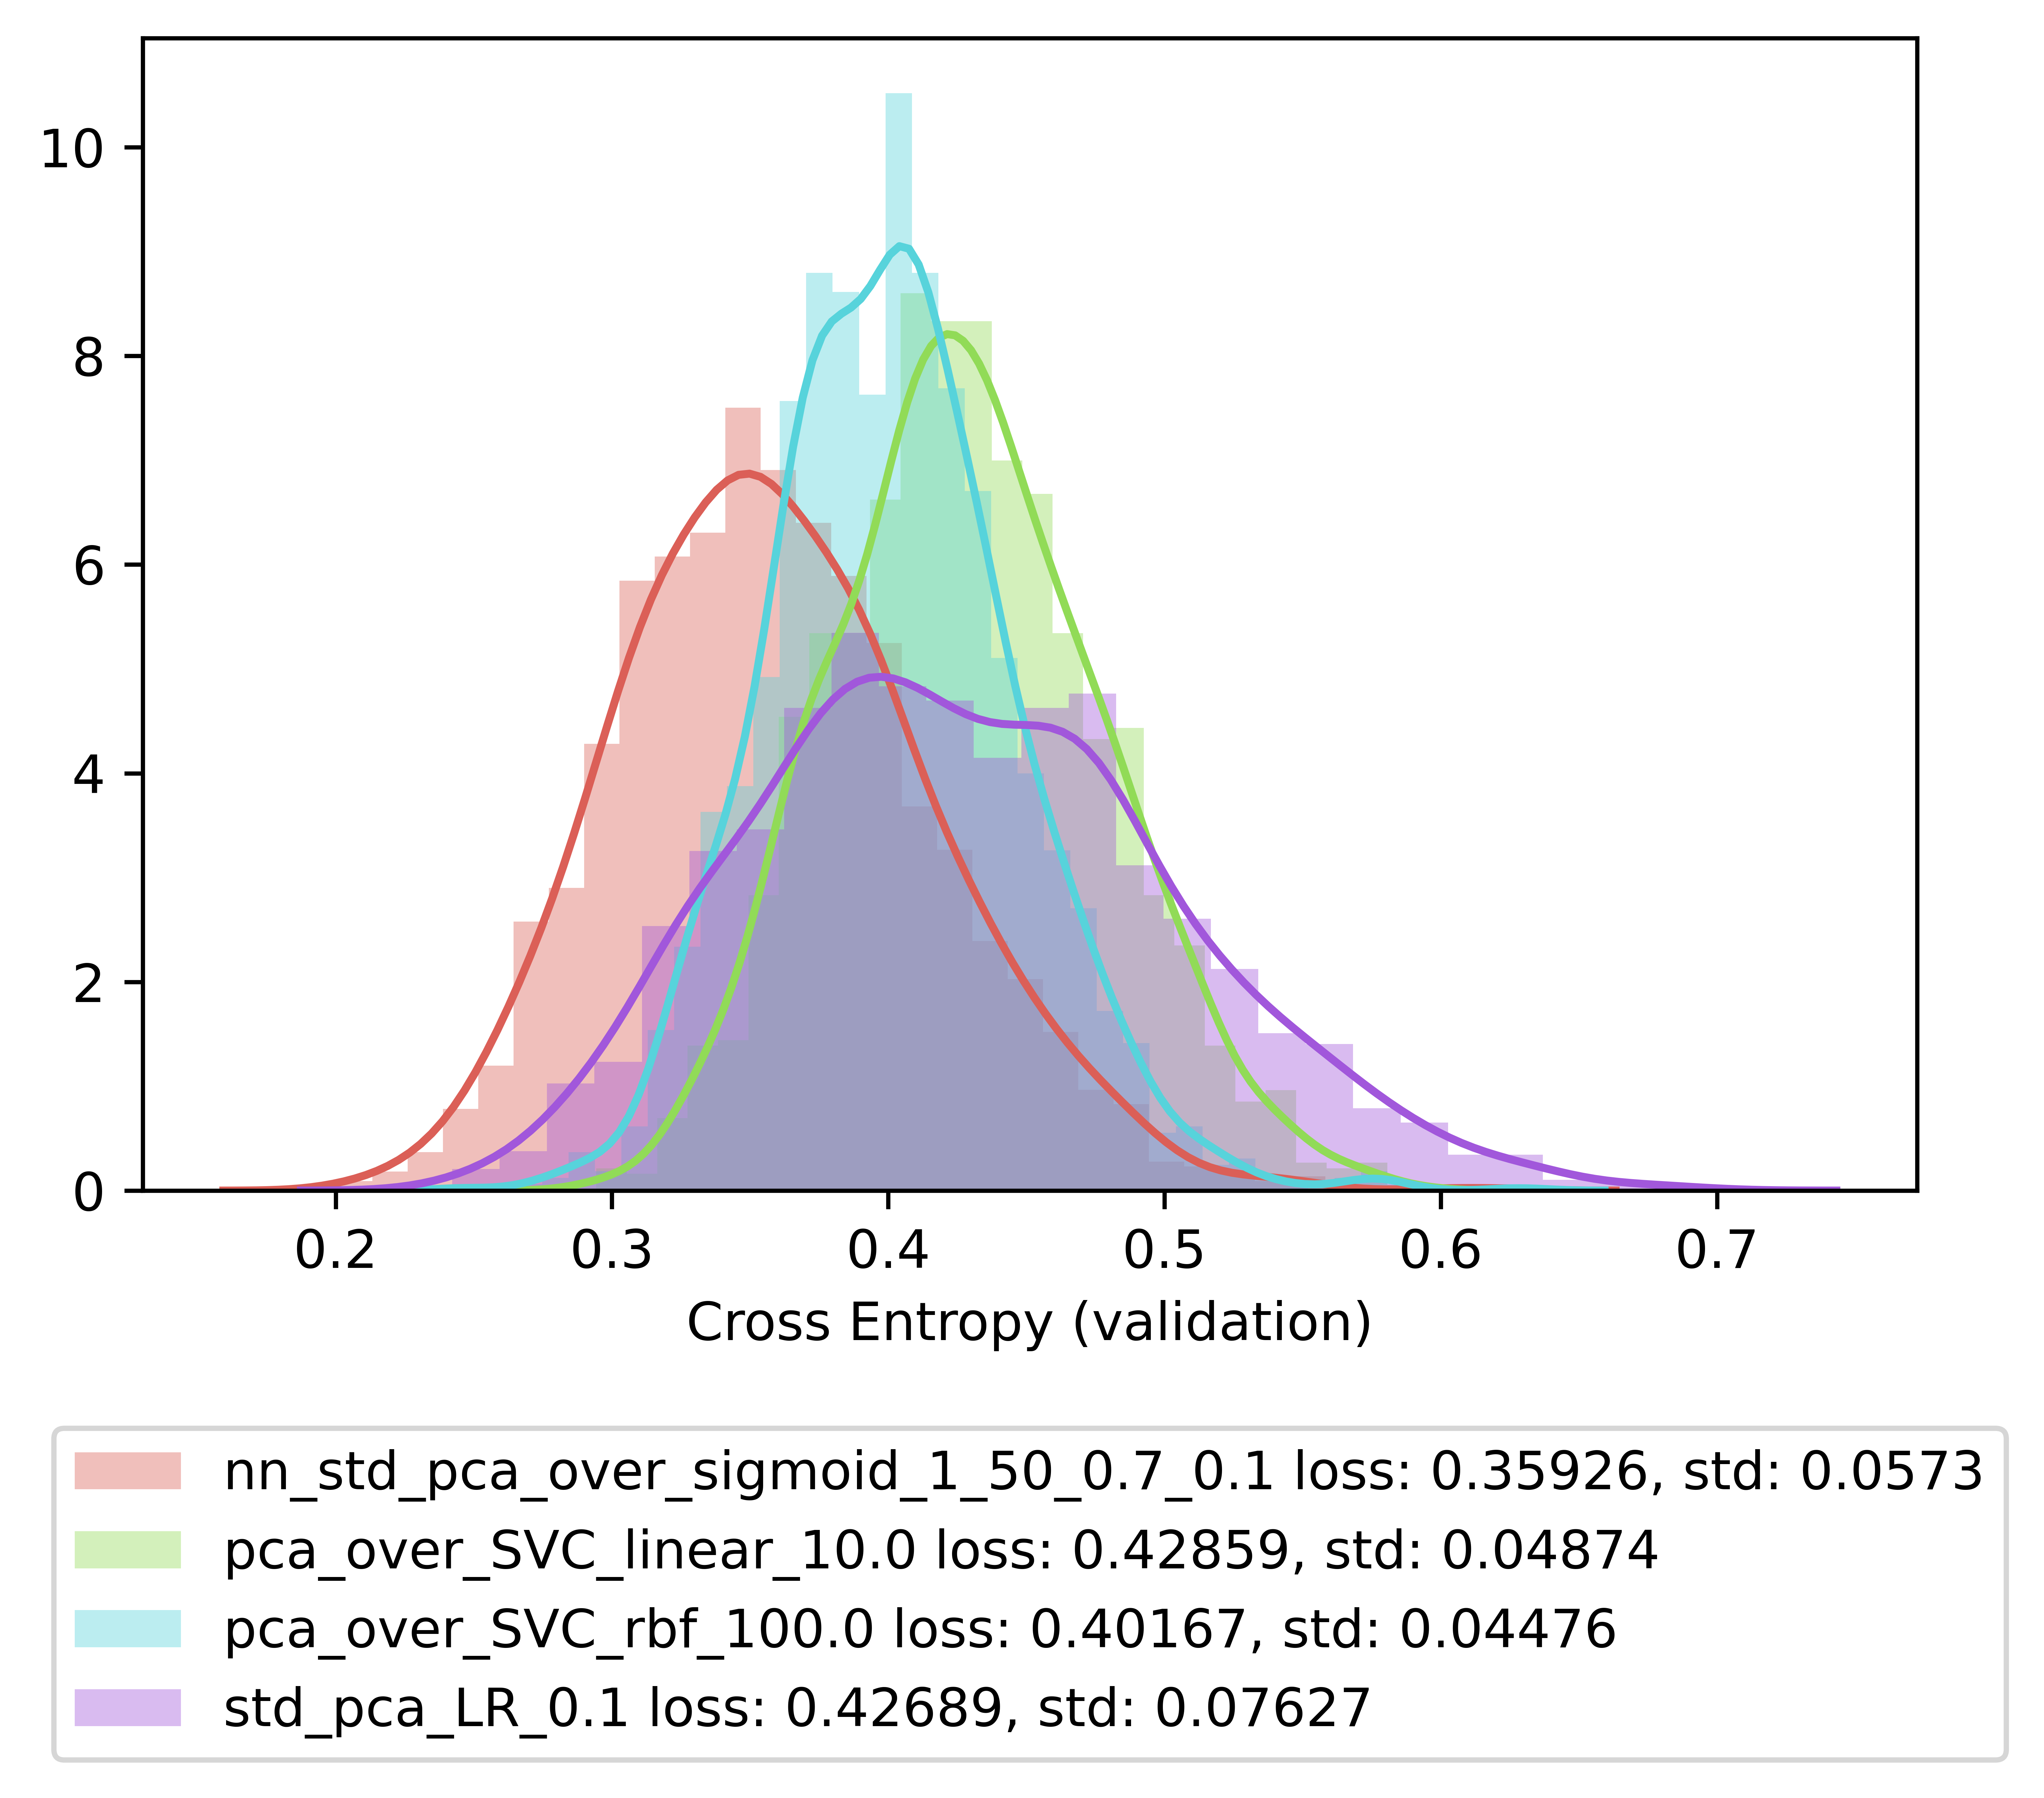 10
8
6
4
2
0
0.2 0.3 0.4 0.5 0.6 0.7
Cross Entropy (validation)
nn_std_pca_over_sigmoid_1_50_0.7_0.1 loss: 0.35926, std: 0.0573
pca_over_SVC_linear_10.0 loss: 0.42859, std: 0.04874
pca_over_SVC_rbf_100.0 loss: 0.40167, std: 0.04476
std_pca_LR_0.1 loss: 0.42689, std: 0.07627